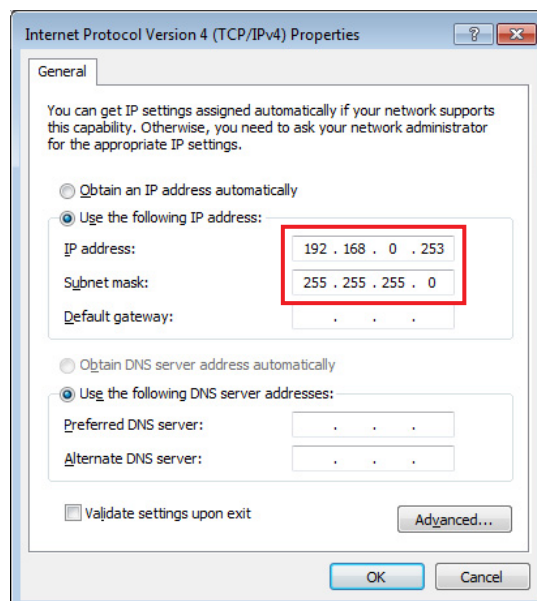 Internet Protocol Version 4 (TCP/IPv4) Properties
General
You can get IP settings assigned automatically if your network supports
this capability. Otherwise, you need to ask your network administrator
for the appropriate IP settings.
Obtain an IP address automatically
Use the following IP address:
IP address: 192 . 168 . 0 . 253
Subnet mask: 255 . 255 . 255 . 0
Default gateway: . . .
Obtain DNS server address automatically
Use the following DNS server addresses:
Preferred DNS server: . . .
Alternate DNS server: . . .
Validate settings upon exit
Advanced...
OK Cancel